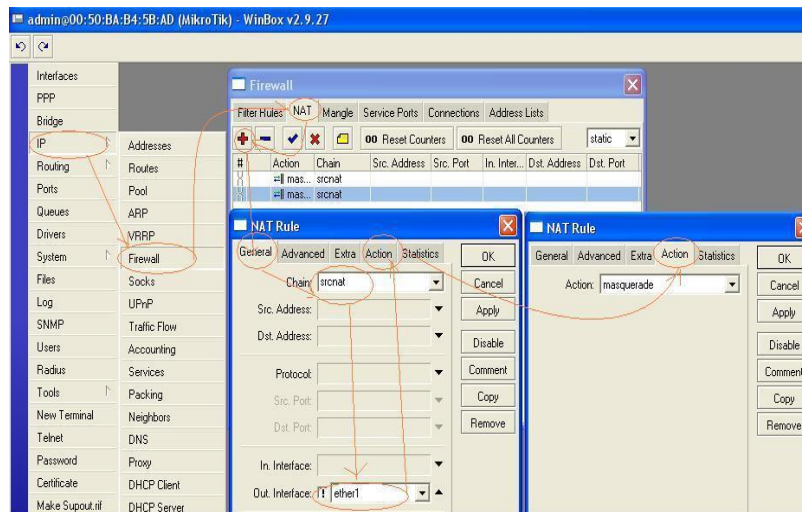 admin@00:50:BA:B4:5B:AD (MikroTik) - WinBox v2.9.27
Interfaces
PPP
Bridge
IP
Routing
Ports
Queues
Drivers
System
Files
Log
SNMP
Users
Radius
Tools
New Terminal
Telnet
Password
Certificate
Make Supout.rif
Addresses
Routes
Pool
ARP
VRRP
Firewall
Socks
UPnP
Traffic Flow
Accounting
Services
Packing
Neighbors
DNS
Proxy
DHCP Client
DHCP Server
Firewall
Filter Rules NAT Mangle Service Ports Connections Address Lists
00 Reset Counters 00 Reset All Counters static
# Action Chain Src. Address Src. Port In. Inter... Dst. Address Dst. Port
X mas... srcnat
X mas... srcnat
NAT Rule
General Advanced Extra Action Statistics
Chain: srcnat
Src. Address:
Dst. Address:
Protocol:
Src. Port:
Dst. Port:
In. Interface:
Out. Interface: ! ether1
OK
Cancel
Apply
Disable
Comment
Copy
Remove
NAT Rule
General Advanced Extra Action Statistics
Action: masquerade
OK
Cancel
Apply
Disable
Comment
Copy
Remove